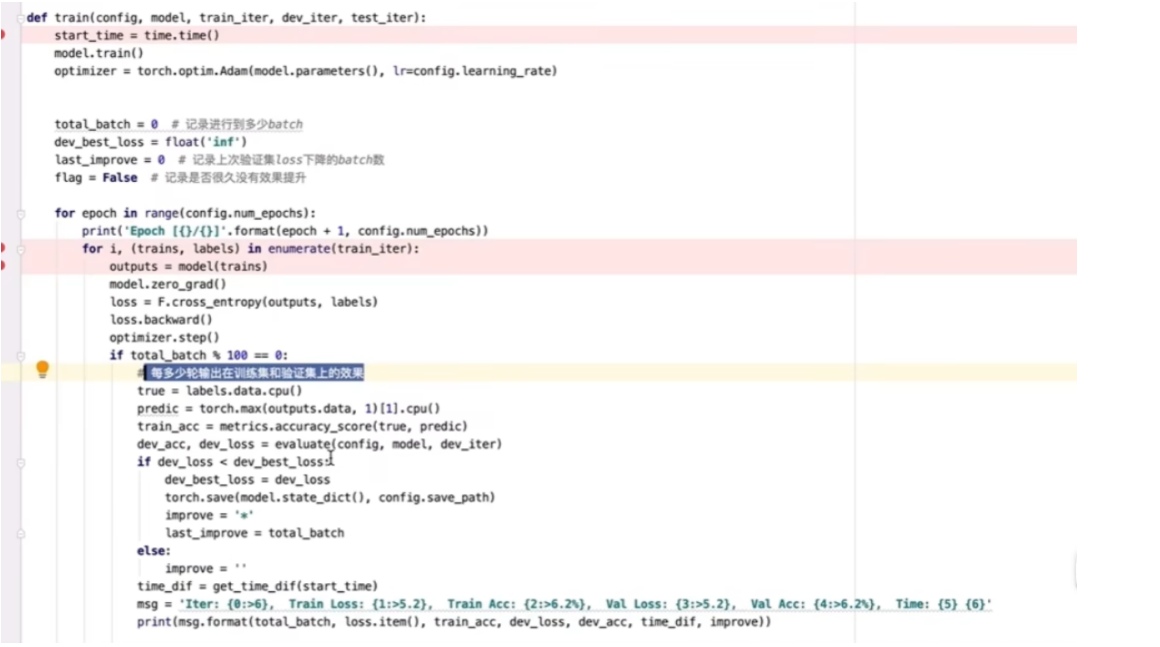 def train(config, model, train_iter, dev_iter, test_iter):
start_time = time.time()
model.train()
optimizer = torch.optim.Adam(model.parameters(), lr=config.learning_rate)
total_batch = 0  # 记录进行到多少batch
dev_best_loss = float('inf')
last_improve = 0  # 记录上次验证集loss下降的batch数
flag = False  # 记录是否很久没有效果提升
for epoch in range(config.num_epochs):
print('Epoch [{}/{}]'.format(epoch + 1, config.num_epochs))
for i, (trains, labels) in enumerate(train_iter):
outputs = model(trains)
model.zero_grad()
loss = F.cross_entropy(outputs, labels)
loss.backward()
optimizer.step()
if total_batch % 100 == 0:
# 每多少轮输出在训练集和验证集上的效果
true = labels.data.cpu()
predic = torch.max(outputs.data, 1)[1].cpu()
train_acc = metrics.accuracy_score(true, predic)
dev_acc, dev_loss = evaluate(config, model, dev_iter)
if dev_loss < dev_best_loss:
dev_best_loss = dev_loss
torch.save(model.state_dict(), config.save_path)
improve = '*'
last_improve = total_batch
else:
improve = ''
time_dif = get_time_dif(start_time)
msg = 'Iter: {0:>6},  Train Loss: {1:>5.2},  Train Acc: {2:>6.2%},  Val Loss: {3:>5.2},  Val Acc: {4:>6.2%},  Time: {5} {6}'
print(msg.format(total_batch, loss.item(), train_acc, dev_loss, dev_acc, time_dif, improve))